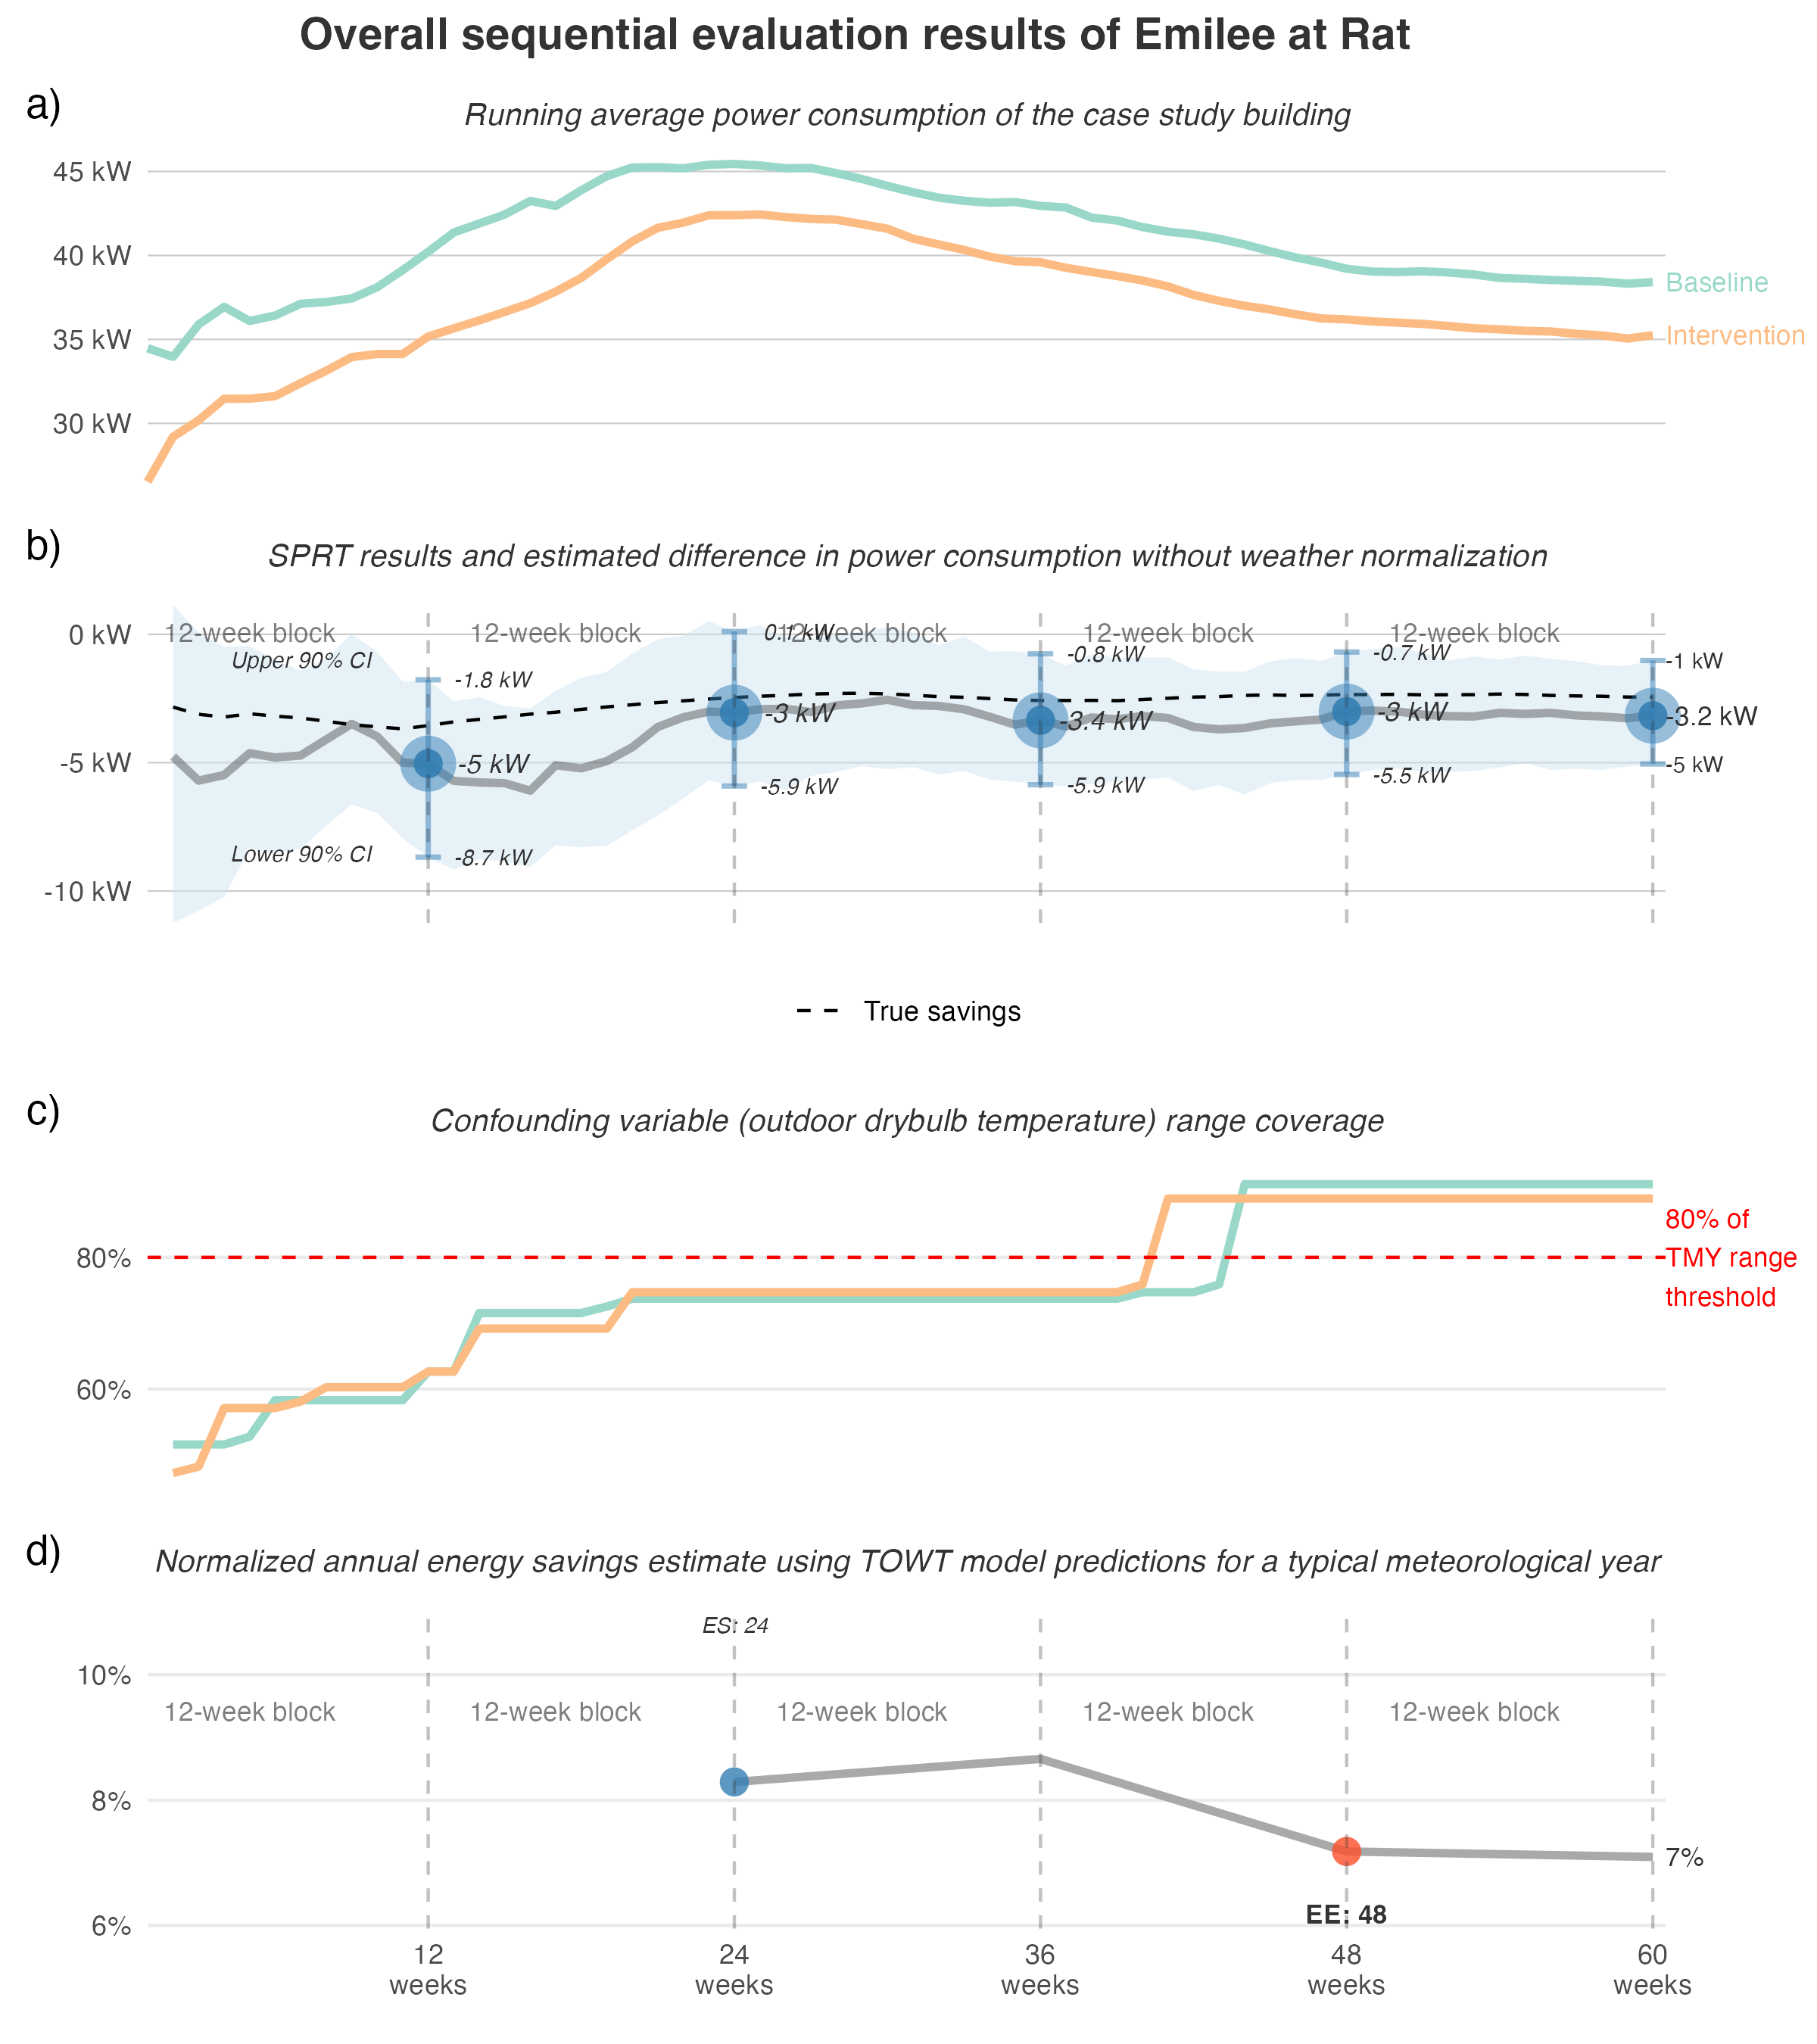 Overall sequential evaluation results of Emilee at Rat
a)
Running average power consumption of the case study building
45 kW
40 kW
35 kW
30 kW
Baseline
Intervention
b)
SPRT results and estimated difference in power consumption without weather normalization
0 kW
-5 kW
-10 kW
12-week block
12-week block
12-week block
12-week block
12-week block
Upper 90% CI
Lower 90% CI
-1.8 kW
-5 kW
-8.7 kW
0.1 kW
-3 kW
-5.9 kW
-0.8 kW
-3.4 kW
-5.9 kW
-0.7 kW
-3 kW
-5.5 kW
-1 kW
-3.2 kW
-5 kW
True savings
c)
Confounding variable (outdoor drybulb temperature) range coverage
80%
60%
80% of
TMY range
threshold
d)
Normalized annual energy savings estimate using TOWT model predictions for a typical meteorological year
ES: 24
10%
8%
6%
12-week block
12-week block
12-week block
12-week block
12-week block
7%
EE: 48
12
weeks
24
weeks
36
weeks
48
weeks
60
weeks